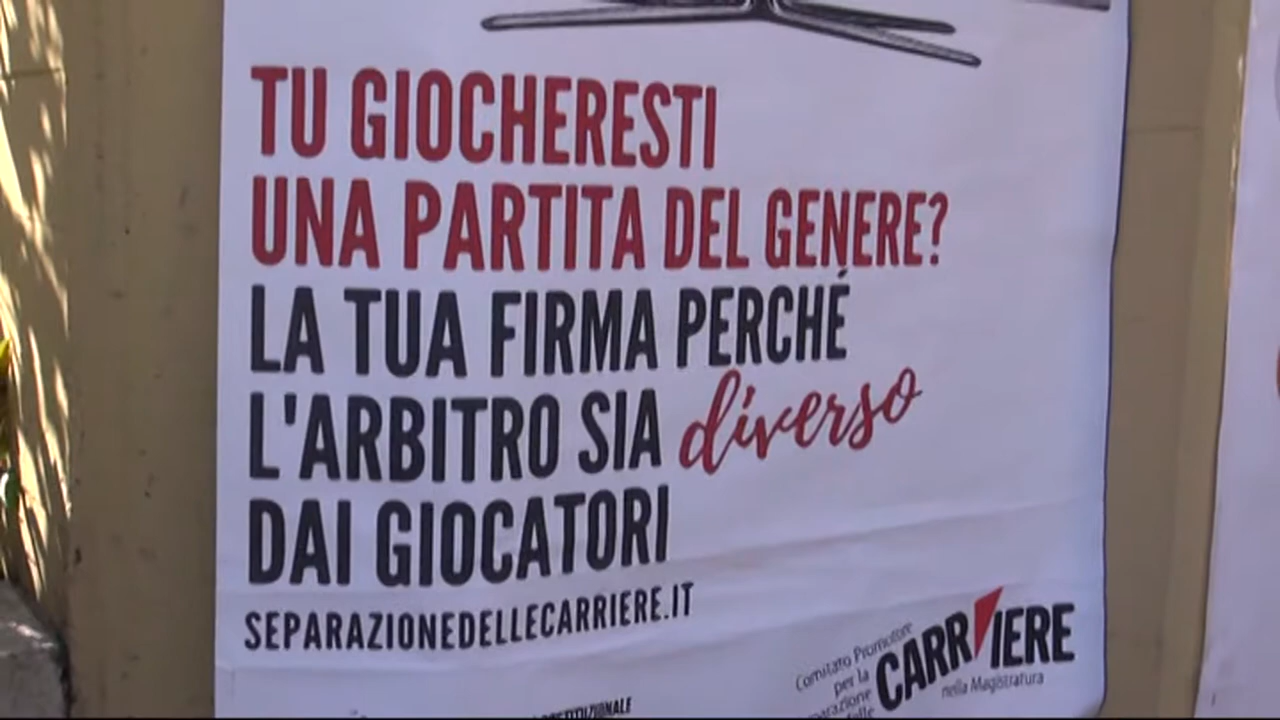 TU GIOCHERESTI
UNA PARTITA DEL GENERE?
LA TUA FIRMA PERCHÉ
L'ARBITRO SIA diverso
DAI GIOCATORI
SEPARAZIONEDELLECARRIERE.IT
Comitato Promotore
per la
delle
CARRIERE
nella Magistratura